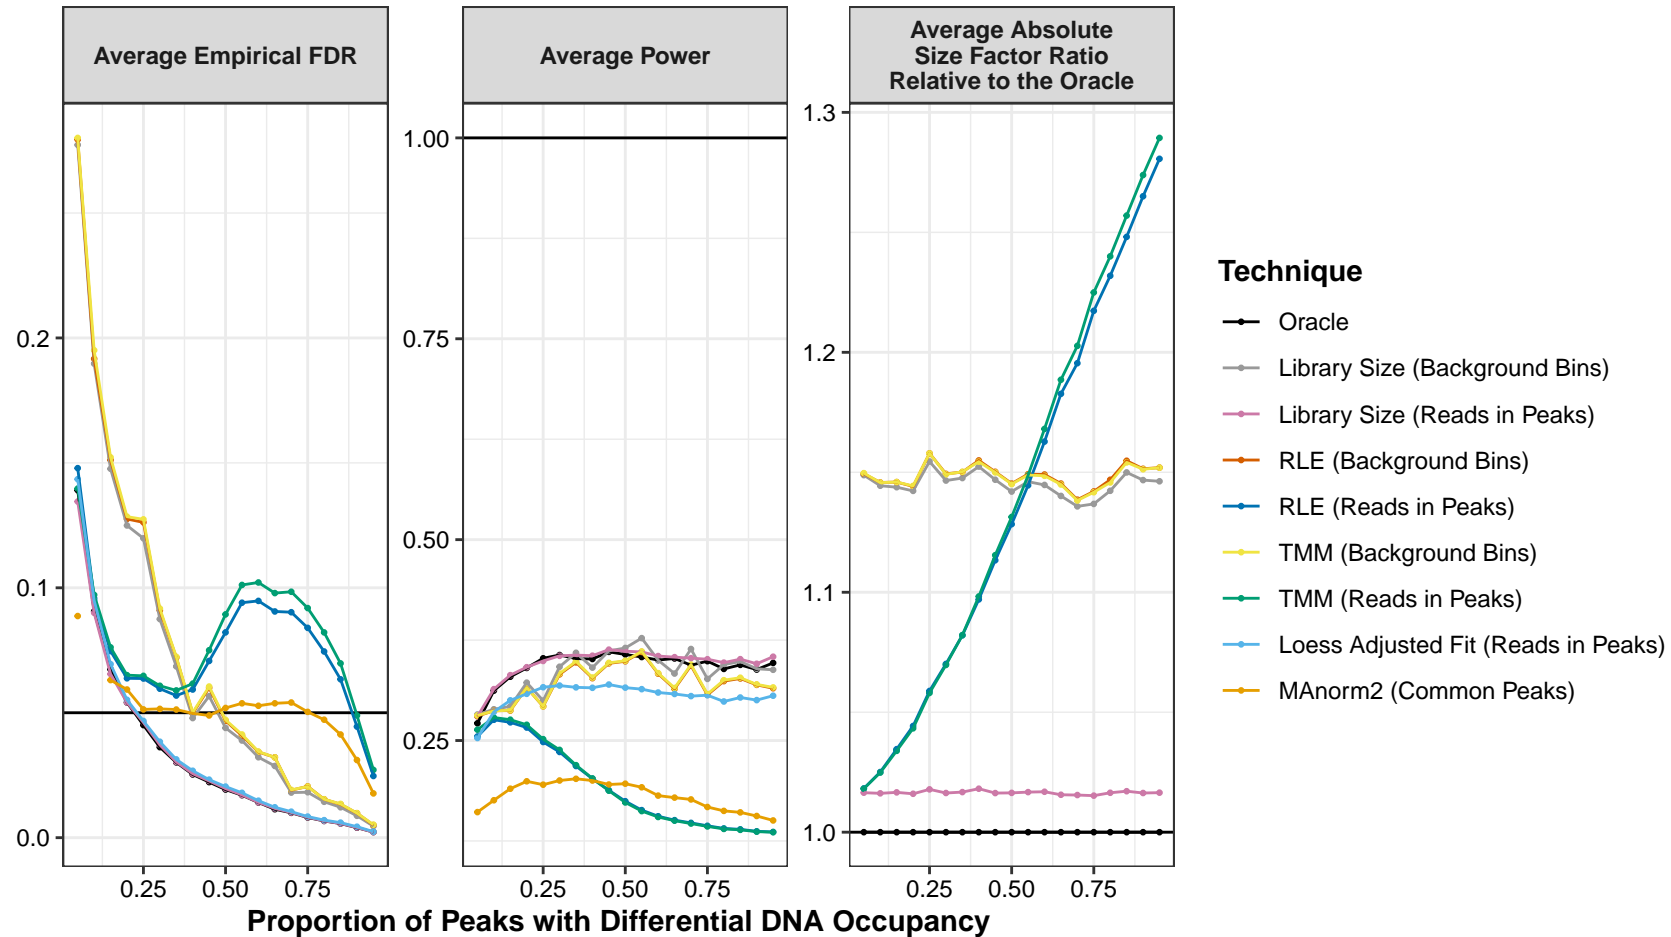 Average Empirical FDR
Average Power
Average Absolute
Size Factor Ratio
Relative to the Oracle
0.2
0.1
0.0
0.25
0.50
0.75
1.00
0.75
0.50
0.25
0.25
0.50
0.75
1.3
1.2
1.1
1.0
0.25
0.50
0.75
Proportion of Peaks with Differential DNA Occupancy
Technique
Oracle
Library Size (Background Bins)
Library Size (Reads in Peaks)
RLE (Background Bins)
RLE (Reads in Peaks)
TMM (Background Bins)
TMM (Reads in Peaks)
Loess Adjusted Fit (Reads in Peaks)
MAnorm2 (Common Peaks)